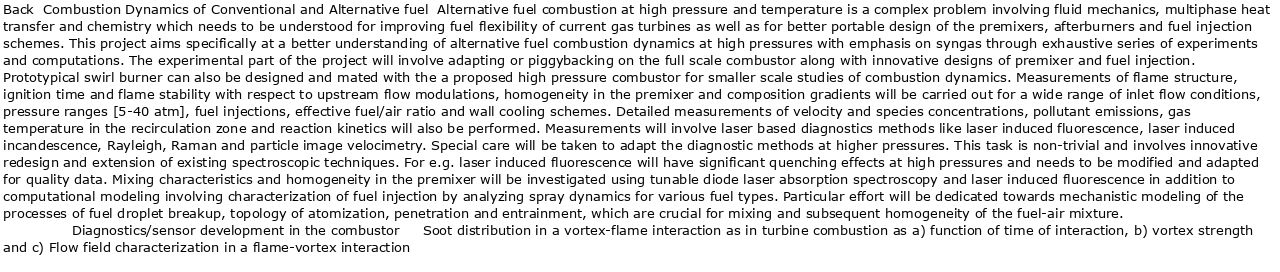 Back  Combustion Dynamics of Conventional and Alternative fuel  Alternative fuel combustion at high pressure and temperature is a complex problem involving fluid mechanics, multiphase heat
transfer and chemistry which needs to be understood for improving fuel flexibility of current gas turbines as well as for better portable design of the premixers, afterburners and fuel injection
schemes. This project aims specifically at a better understanding of alternative fuel combustion dynamics at high pressures with emphasis on syngas through exhaustive series of experiments
and computations. The experimental part of the project will involve adapting or piggybacking on the full scale combustor along with innovative designs of premixer and fuel injection.
Prototypical swirl burner can also be designed and mated with the a proposed high pressure combustor for smaller scale studies of combustion dynamics. Measurements of flame structure,
ignition time and flame stability with respect to upstream flow modulations, homogeneity in the premixer and composition gradients will be carried out for a wide range of inlet flow conditions,
pressure ranges [5-40 atm], fuel injections, effective fuel/air ratio and wall cooling schemes. Detailed measurements of velocity and species concentrations, pollutant emissions, gas
temperature in the recirculation zone and reaction kinetics will also be performed. Measurements will involve laser based diagnostics methods like laser induced fluorescence, laser induced
incandescence, Rayleigh, Raman and particle image velocimetry. Special care will be taken to adapt the diagnostic methods at higher pressures. This task is non-trivial and involves innovative
redesign and extension of existing spectroscopic techniques. For e.g. laser induced fluorescence will have significant quenching effects at high pressures and needs to be modified and adapted
for quality data. Mixing characteristics and homogeneity in the premixer will be investigated using tunable diode laser absorption spectroscopy and laser induced fluorescence in addition to
computational modeling involving characterization of fuel injection by analyzing spray dynamics for various fuel types. Particular effort will be dedicated towards mechanistic modeling of the
processes of fuel droplet breakup, topology of atomization, penetration and entrainment, which are crucial for mixing and subsequent homogeneity of the fuel-air mixture.
Diagnostics/sensor development in the combustor      Soot distribution in a vortex-flame interaction as in turbine combustion as a) function of time of interaction, b) vortex strength
and c) Flow field characterization in a flame-vortex interaction